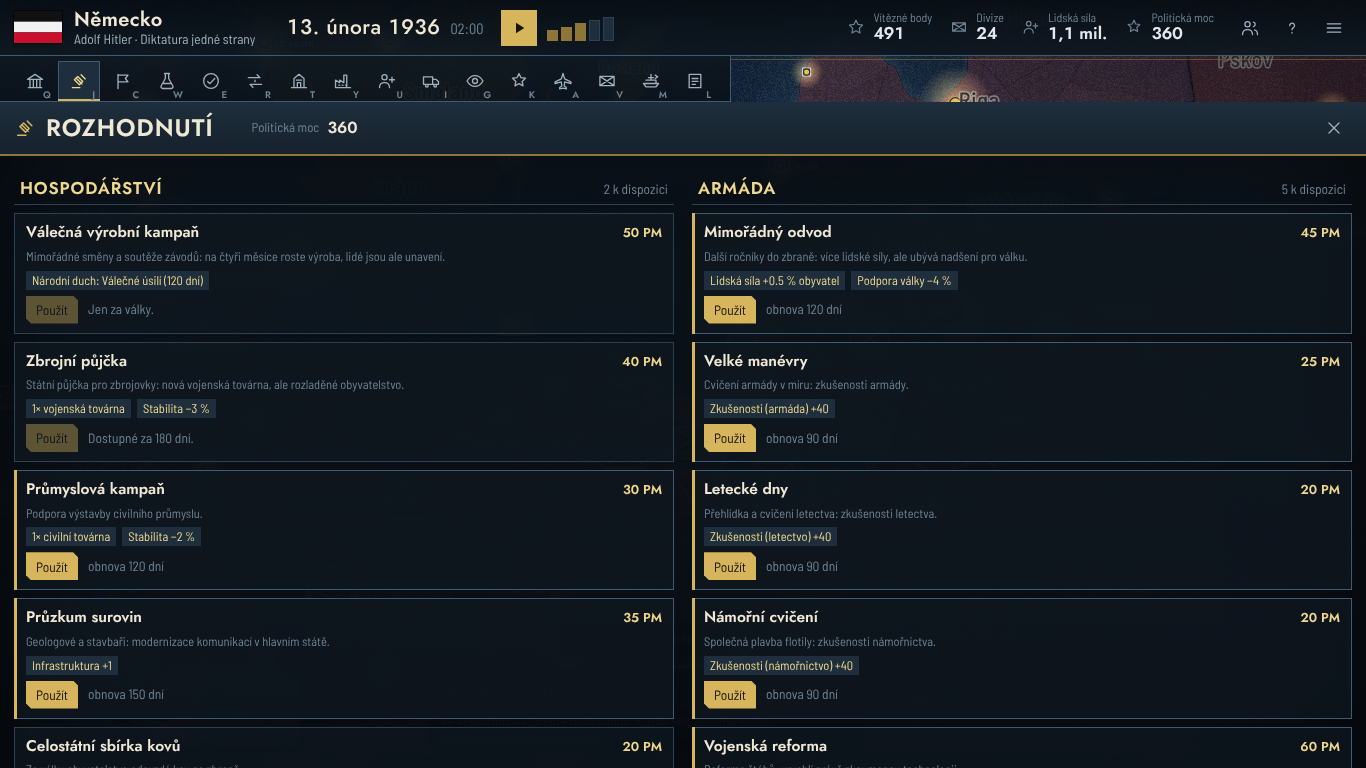 Německo
Adolf Hitler · Diktatura jedné strany
13. února 1936 02:00
Vítězné body
491
Divize
24
Lidská síla
1,1 mil.
Politická moc
360
?
Q I C W E R T Y U I G K A V M L
Pskov
Riga
ROZHODNUTÍ
Politická moc 360
HOSPODÁŘSTVÍ
2 k dispozici
Válečná výrobní kampaň
50 PM
Mimořádné směny a soutěže závodů: na čtyři měsíce roste výroba, lidé jsou ale unavení.
Národní duch: Válečné úsilí (120 dní)
Použít
Jen za války.
Zbrojní půjčka
40 PM
Státní půjčka pro zbrojovky: nová vojenská továrna, ale rozladěné obyvatelstvo.
1× vojenská továrna
Stabilita −3 %
Použít
Dostupné za 180 dní.
Průmyslová kampaň
30 PM
Podpora výstavby civilního průmyslu.
1× civilní továrna
Stabilita −2 %
Použít
obnova 120 dní
Průzkum surovin
35 PM
Geologové a stavbaři: modernizace komunikací v hlavním státě.
Infrastruktura +1
Použít
obnova 150 dní
Celostátní sbírka kovů
20 PM
ARMÁDA
5 k dispozici
Mimořádný odvod
45 PM
Další ročníky do zbraně: více lidské síly, ale ubývá nadšení pro válku.
Lidská síla +0.5 % obyvatel
Podpora války −4 %
Použít
obnova 120 dní
Velké manévry
25 PM
Cvičení armády v míru: zkušenosti armády.
Zkušenosti (armáda) +40
Použít
obnova 90 dní
Letecké dny
20 PM
Přehlídka a cvičení letectva: zkušenosti letectva.
Zkušenosti (letectvo) +40
Použít
obnova 90 dní
Námořní cvičení
20 PM
Společná plavba flotily: zkušenosti námořnictva.
Zkušenosti (námořnictvo) +40
Použít
obnova 90 dní
Vojenská reforma
60 PM